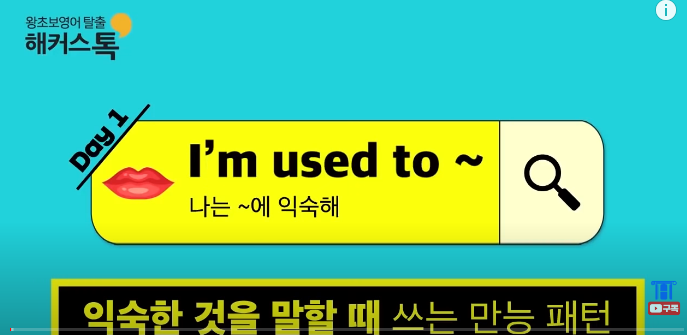 왕초보영어 탈출
해커스톡
Day 1
I'm used to ~
나는 ~에 익숙해
익숙한 것을 말할 때 쓰는 만능 패턴
구독